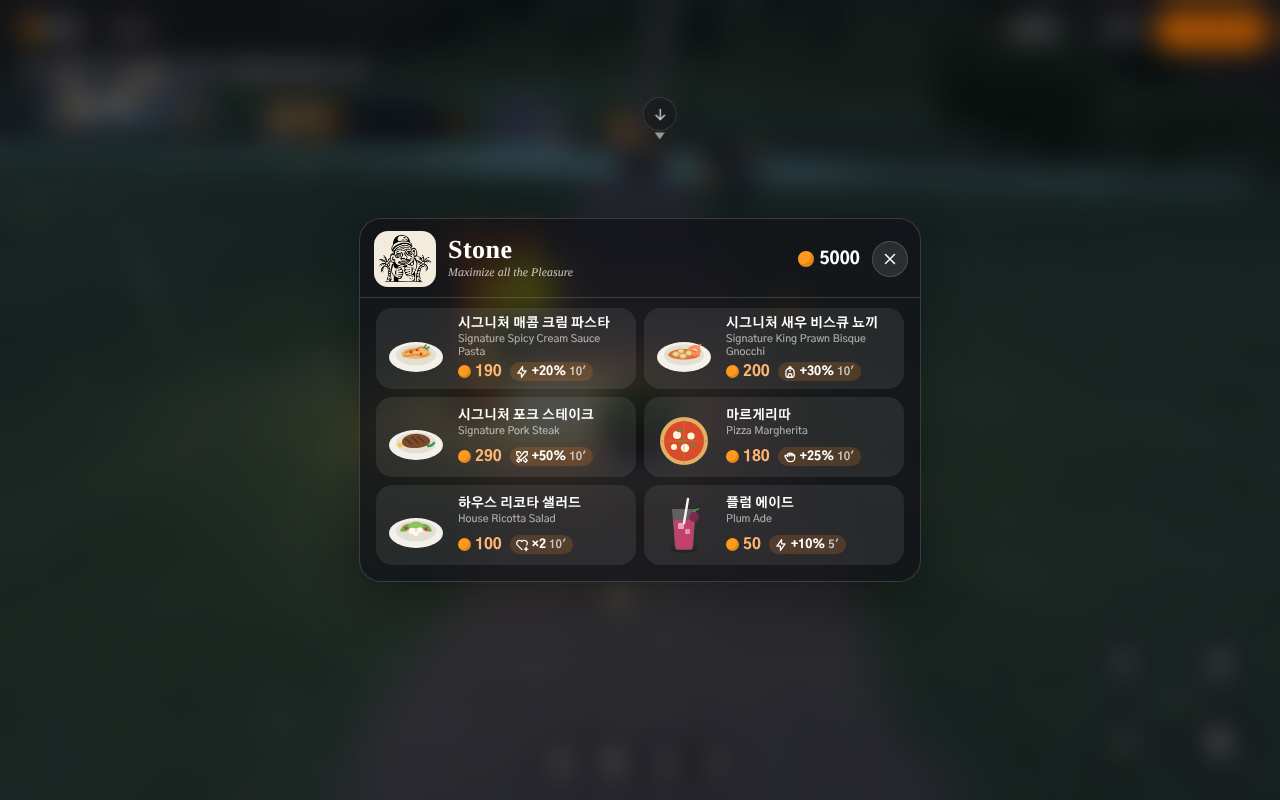 Stone
Maximize all the Pleasure
5000
시그니처 매콤 크림 파스타
Signature Spicy Cream Sauce
Pasta
190 +20% 10′
시그니처 새우 비스큐 뇨끼
Signature King Prawn Bisque
Gnocchi
200 +30% 10′
시그니처 포크 스테이크
Signature Pork Steak
290 +50% 10′
마르게리따
Pizza Margherita
180 +25% 10′
하우스 리코타 샐러드
House Ricotta Salad
100 ×2 10′
플럼 에이드
Plum Ade
50 +10% 5′